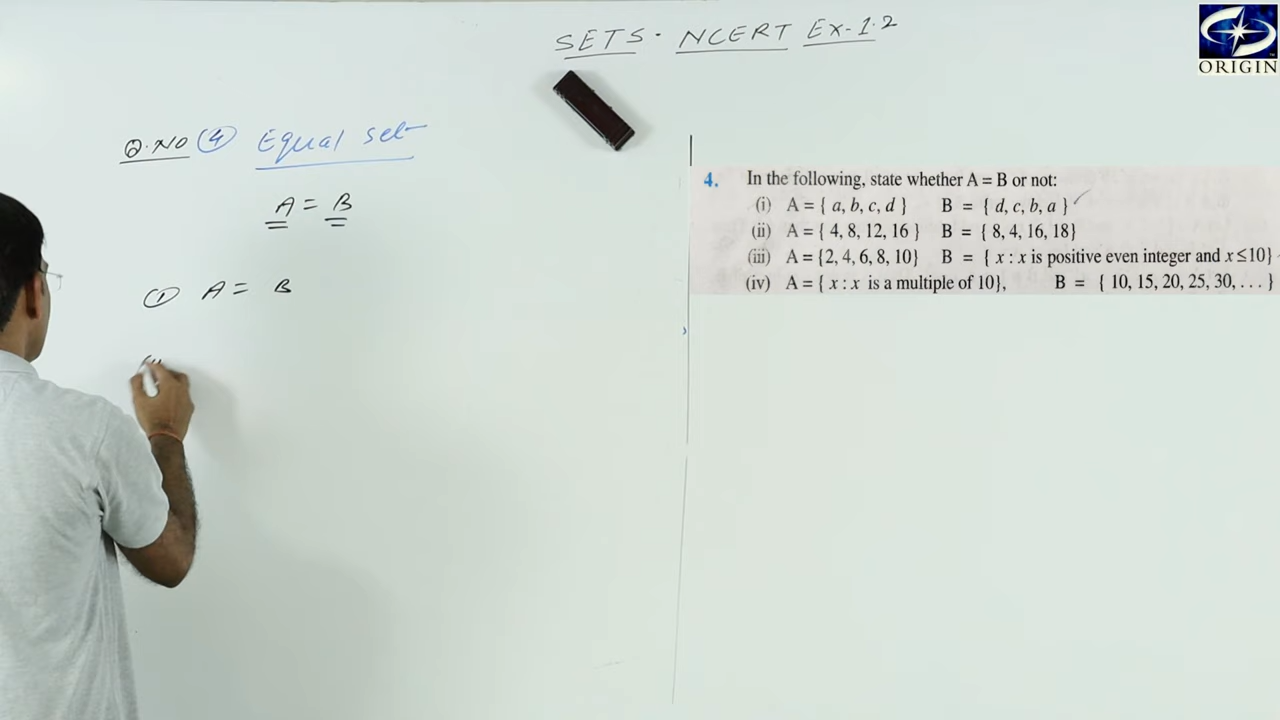 SETS. NCERT Ex-1.2
ORIGIN
Q.NO (4) Equal set
A = B
(1) A = B
4. In the following, state whether A = B or not:
(i) A = { a, b, c, d } B = { d, c, b, a }
(ii) A = { 4, 8, 12, 16 } B = { 8, 4, 16, 18}
(iii) A = {2, 4, 6, 8, 10} B = { x : x is positive even integer and x ≤ 10}
(iv) A = { x : x is a multiple of 10}, B = { 10, 15, 20, 25, 30, . . . }